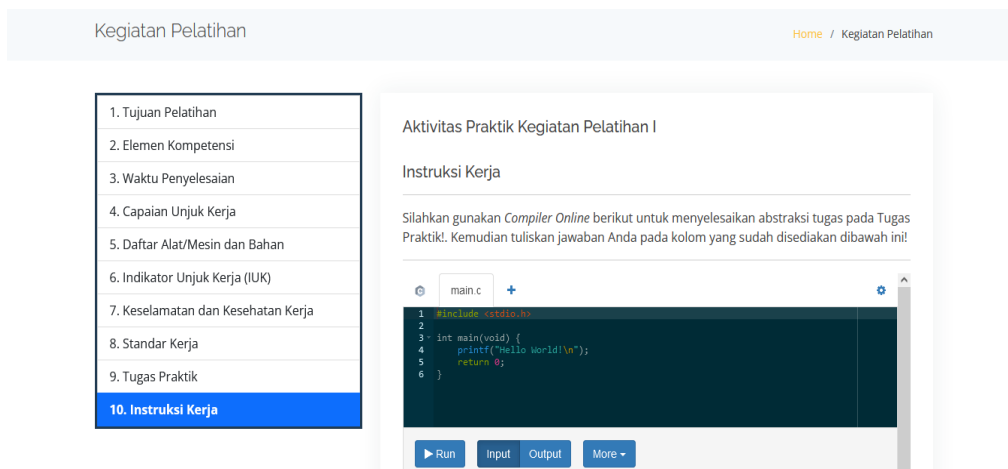 Kegiatan Pelatihan
Home / Kegiatan Pelatihan
1. Tujuan Pelatihan
2. Elemen Kompetensi
3. Waktu Penyelesaian
4. Capaian Unjuk Kerja
5. Daftar Alat/Mesin dan Bahan
6. Indikator Unjuk Kerja (IUK)
7. Keselamatan dan Kesehatan Kerja
8. Standar Kerja
9. Tugas Praktik
10. Instruksi Kerja
Aktivitas Praktik Kegiatan Pelatihan I
Instruksi Kerja
Silahkan gunakan Compiler Online berikut untuk menyelesaikan abstraksi tugas pada Tugas
Praktik!. Kemudian tuliskan jawaban Anda pada kolom yang sudah disediakan dibawah ini!
main.c
1 #include <stdio.h>
2
3 int main(void) {
4 printf("Hello World!\n");
5 return 0;
6 }
Run Input Output More